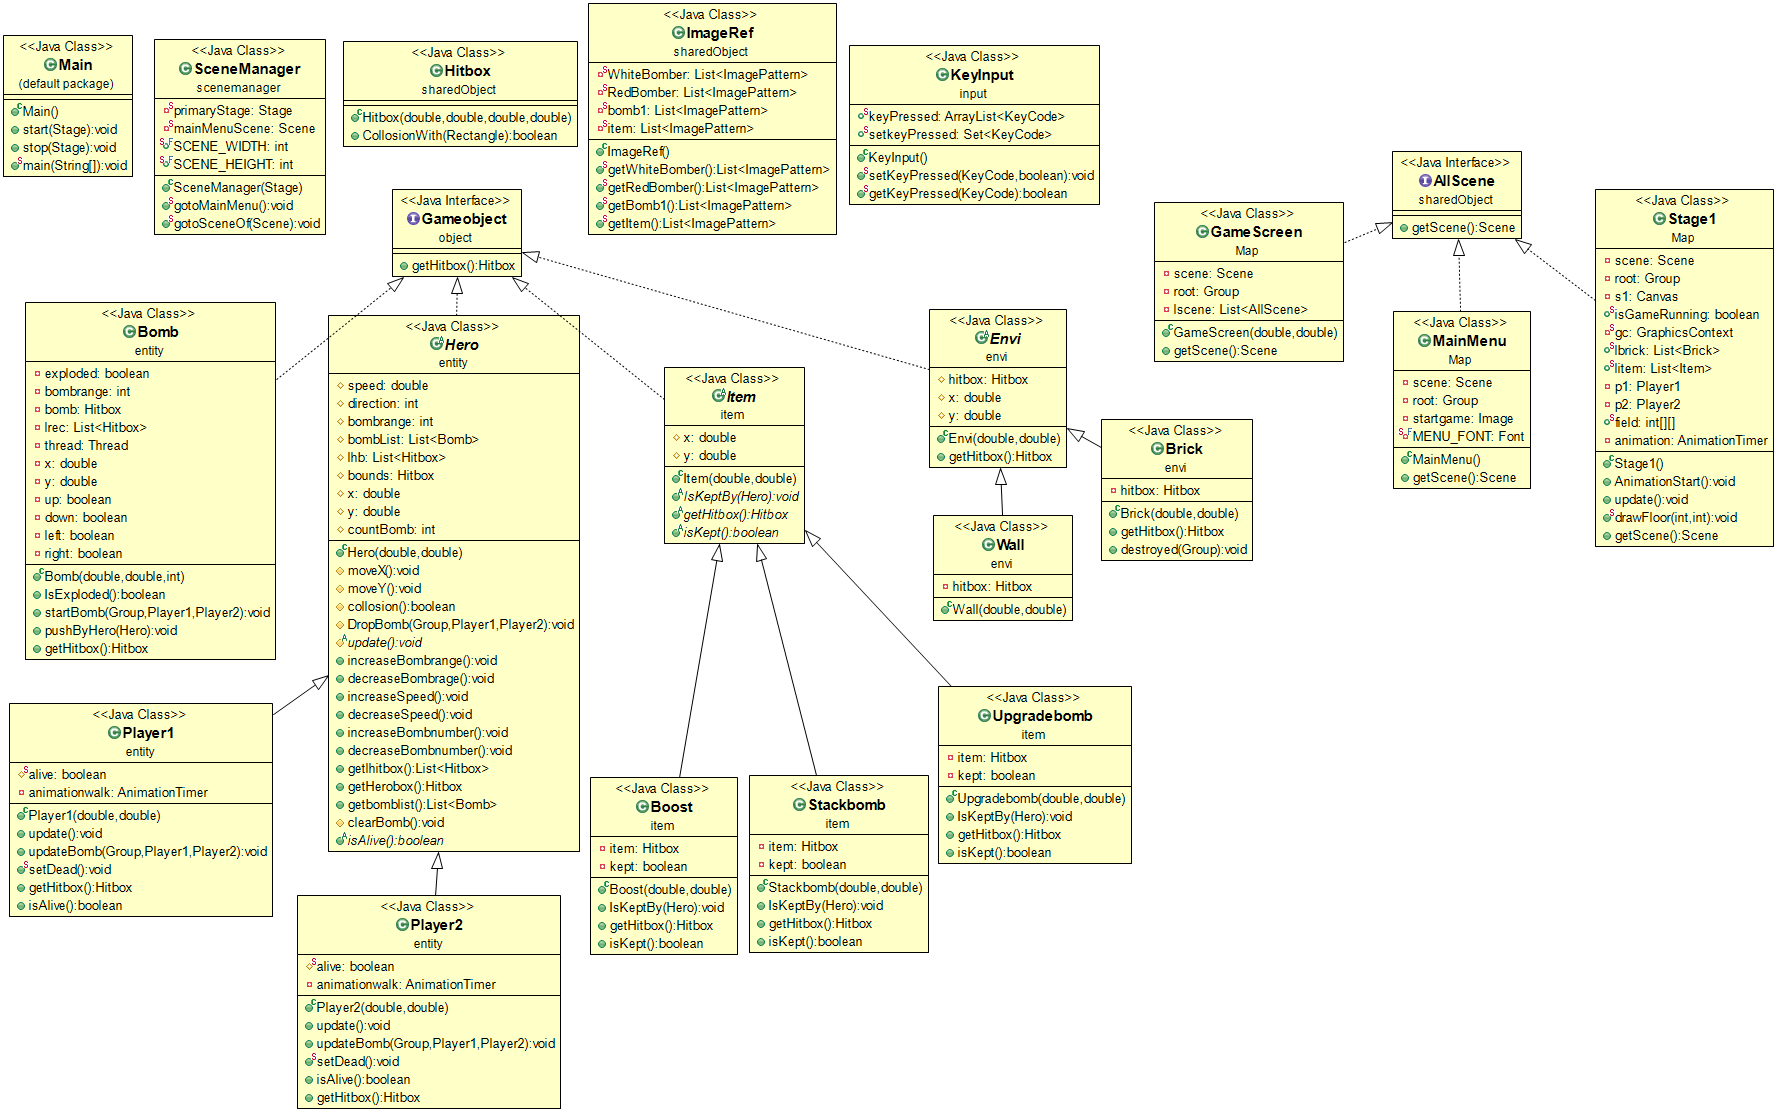 <<Java Class>>
Main
(default package)
Main()
start(Stage):void
stop(Stage):void
main(String[]):void
<<Java Class>>
SceneManager
scenemanager
primaryStage: Stage
mainMenuScene: Scene
SCENE_WIDTH: int
SCENE_HEIGHT: int
SceneManager(Stage)
gotoMainMenu():void
gotoSceneOf(Scene):void
<<Java Class>>
Hitbox
sharedObject
Hitbox(double,double,double,double)
CollosionWith(Rectangle):boolean
<<Java Class>>
ImageRef
sharedObject
WhiteBomber: List<ImagePattern>
RedBomber: List<ImagePattern>
bomb1: List<ImagePattern>
item: List<ImagePattern>
ImageRef()
getWhiteBomber():List<ImagePattern>
getRedBomber():List<ImagePattern>
getBomb1():List<ImagePattern>
getItem():List<ImagePattern>
<<Java Class>>
KeyInput
input
keyPressed: ArrayList<KeyCode>
setkeyPressed: Set<KeyCode>
KeyInput()
setKeyPressed(KeyCode,boolean):void
getKeyPressed(KeyCode):boolean
<<Java Interface>>
Gameobject
object
getHitbox():Hitbox
<<Java Interface>>
AllScene
sharedObject
getScene():Scene
<<Java Class>>
GameScreen
Map
scene: Scene
root: Group
lscene: List<AllScene>
GameScreen(double,double)
getScene():Scene
<<Java Class>>
Stage1
Map
scene: Scene
root: Group
s1: Canvas
isGameRunning: boolean
gc: GraphicsContext
lbrick: List<Brick>
litem: List<Item>
p1: Player1
p2: Player2
field: int[][]
animation: AnimationTimer
Stage1()
AnimationStart():void
update():void
drawFloor(int,int):void
getScene():Scene
<<Java Class>>
Bomb
entity
exploded: boolean
bombrange: int
bomb: Hitbox
lrec: List<Hitbox>
thread: Thread
x: double
y: double
up: boolean
down: boolean
left: boolean
right: boolean
Bomb(double,double,int)
IsExploded():boolean
startBomb(Group,Player1,Player2):void
pushByHero(Hero):void
getHitbox():Hitbox
<<Java Class>>
Hero
entity
speed: double
direction: int
bombrange: int
bombList: List<Bomb>
lhb: List<Hitbox>
bounds: Hitbox
x: double
y: double
countBomb: int
Hero(double,double)
moveX():void
moveY():void
collosion():boolean
DropBomb(Group,Player1,Player2):void
update():void
increaseBombrange():void
decreaseBombrage():void
increaseSpeed():void
decreaseSpeed():void
increaseBombnumber():void
decreaseBombnumber():void
getlhitbox():List<Hitbox>
getHerobox():Hitbox
getbomblist():List<Bomb>
clearBomb():void
isAlive():boolean
<<Java Class>>
Item
item
x: double
y: double
Item(double,double)
IsKeptBy(Hero):void
getHitbox():Hitbox
isKept():boolean
<<Java Class>>
Envi
envi
hitbox: Hitbox
x: double
y: double
Envi(double,double)
getHitbox():Hitbox
<<Java Class>>
Brick
envi
hitbox: Hitbox
Brick(double,double)
getHitbox():Hitbox
destroyed(Group):void
<<Java Class>>
MainMenu
Map
scene: Scene
root: Group
startgame: Image
MENU_FONT: Font
MainMenu()
getScene():Scene
<<Java Class>>
Wall
envi
hitbox: Hitbox
Wall(double,double)
<<Java Class>>
Player1
entity
alive: boolean
animationwalk: AnimationTimer
Player1(double,double)
update():void
updateBomb(Group,Player1,Player2):void
setDead():void
getHitbox():Hitbox
isAlive():boolean
<<Java Class>>
Player2
entity
alive: boolean
animationwalk: AnimationTimer
Player2(double,double)
update():void
updateBomb(Group,Player1,Player2):void
setDead():void
isAlive():boolean
getHitbox():Hitbox
<<Java Class>>
Boost
item
item: Hitbox
kept: boolean
Boost(double,double)
IsKeptBy(Hero):void
getHitbox():Hitbox
isKept():boolean
<<Java Class>>
Stackbomb
item
item: Hitbox
kept: boolean
Stackbomb(double,double)
IsKeptBy(Hero):void
getHitbox():Hitbox
isKept():boolean
<<Java Class>>
Upgradebomb
item
item: Hitbox
kept: boolean
Upgradebomb(double,double)
IsKeptBy(Hero):void
getHitbox():Hitbox
isKept():boolean